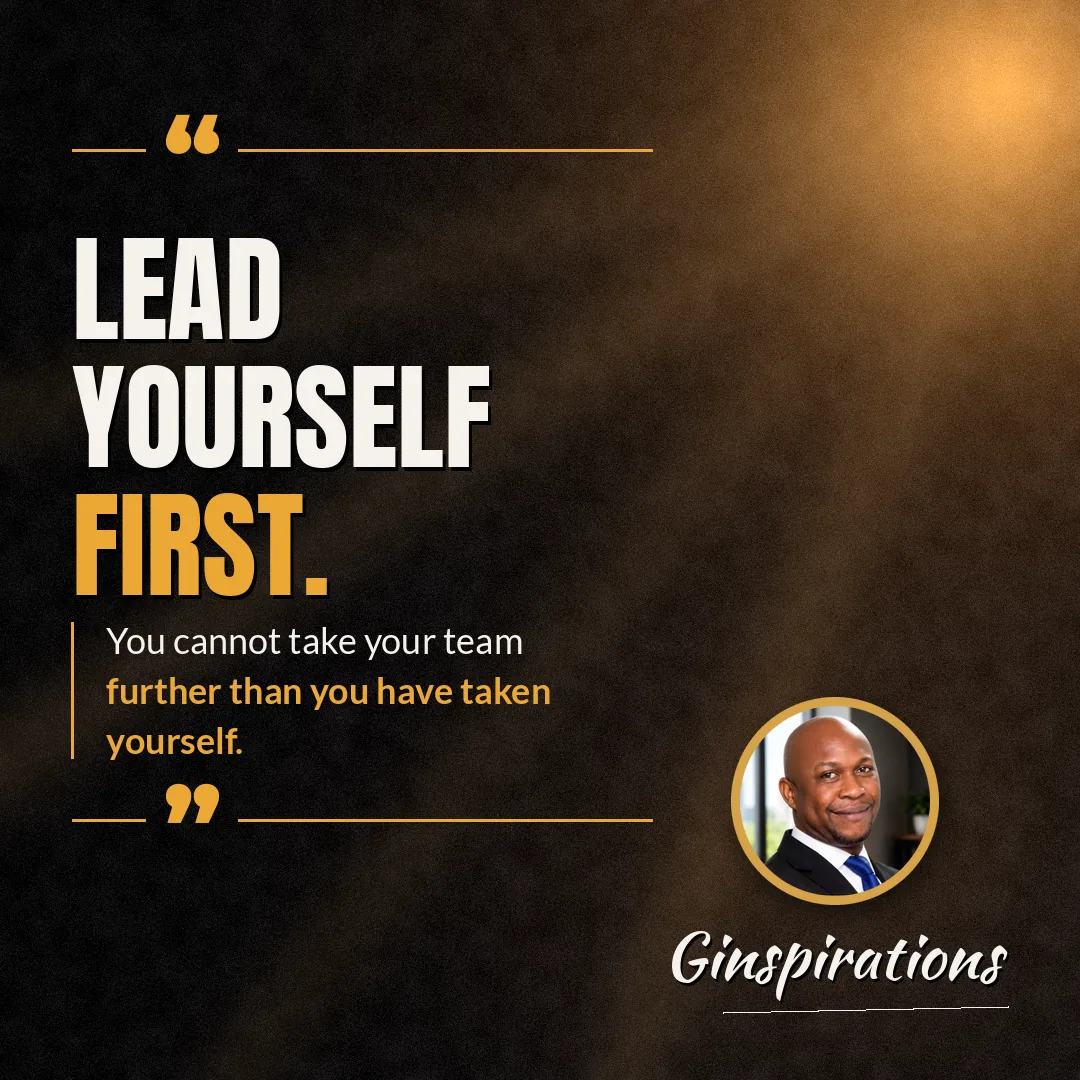 “
LEAD
YOURSELF
FIRST.
You cannot take your team
further than you have taken
yourself.
”
Ginspirations